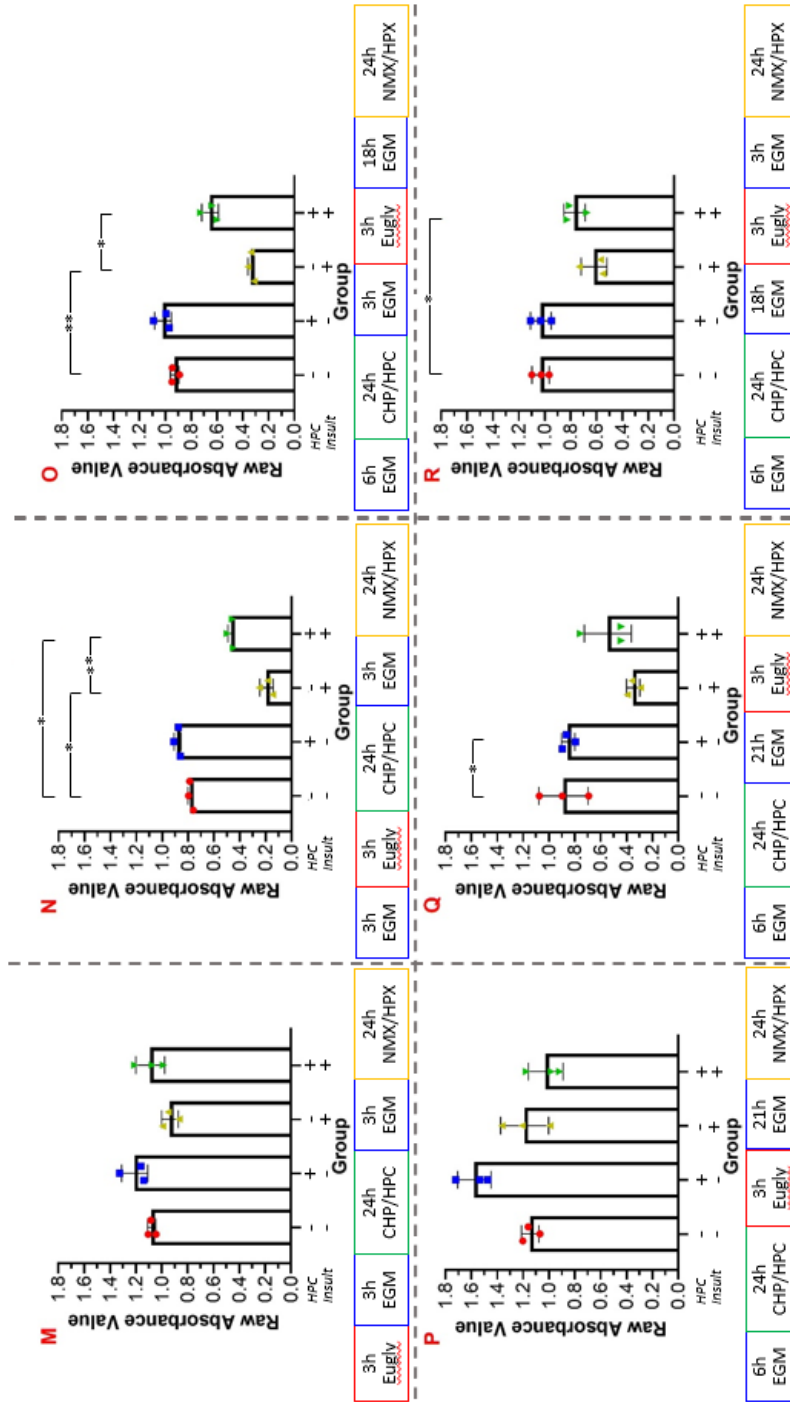 M
Raw Absorbance Value
1.8
1.6
1.4
1.2
1.0
0.8
0.6
0.4
0.2
0.0
HPC - + - +
Insult - - + +
Group
3h Eugly
3h EGM
24h CHP/HPC
3h EGM
24h NMX/HPX
N
Raw Absorbance Value
1.8
1.6
1.4
1.2
1.0
0.8
0.6
0.4
0.2
0.0
*
*
**
HPC - + - +
Insult - - + +
Group
3h EGM
3h Eugly
24h CHP/HPC
3h EGM
24h NMX/HPX
O
Raw Absorbance Value
1.8
1.6
1.4
1.2
1.0
0.8
0.6
0.4
0.2
0.0
**
*
HPC - + - +
Insult - - + +
Group
6h EGM
24h CHP/HPC
3h EGM
3h Eugly
18h EGM
24h NMX/HPX
P
Raw Absorbance Value
1.8
1.6
1.4
1.2
1.0
0.8
0.6
0.4
0.2
0.0
HPC - + - +
Insult - - + +
Group
6h EGM
24h CHP/HPC
3h Eugly
21h EGM
24h NMX/HPX
Q
Raw Absorbance Value
1.8
1.6
1.4
1.2
1.0
0.8
0.6
0.4
0.2
0.0
*
HPC - + - +
Insult - - + +
Group
6h EGM
24h CHP/HPC
21h EGM
3h Eugly
24h NMX/HPX
R
Raw Absorbance Value
1.8
1.6
1.4
1.2
1.0
0.8
0.6
0.4
0.2
0.0
*
HPC - + - +
Insult - - + +
Group
6h EGM
24h CHP/HPC
18h EGM
3h Eugly
3h EGM
24h NMX/HPX